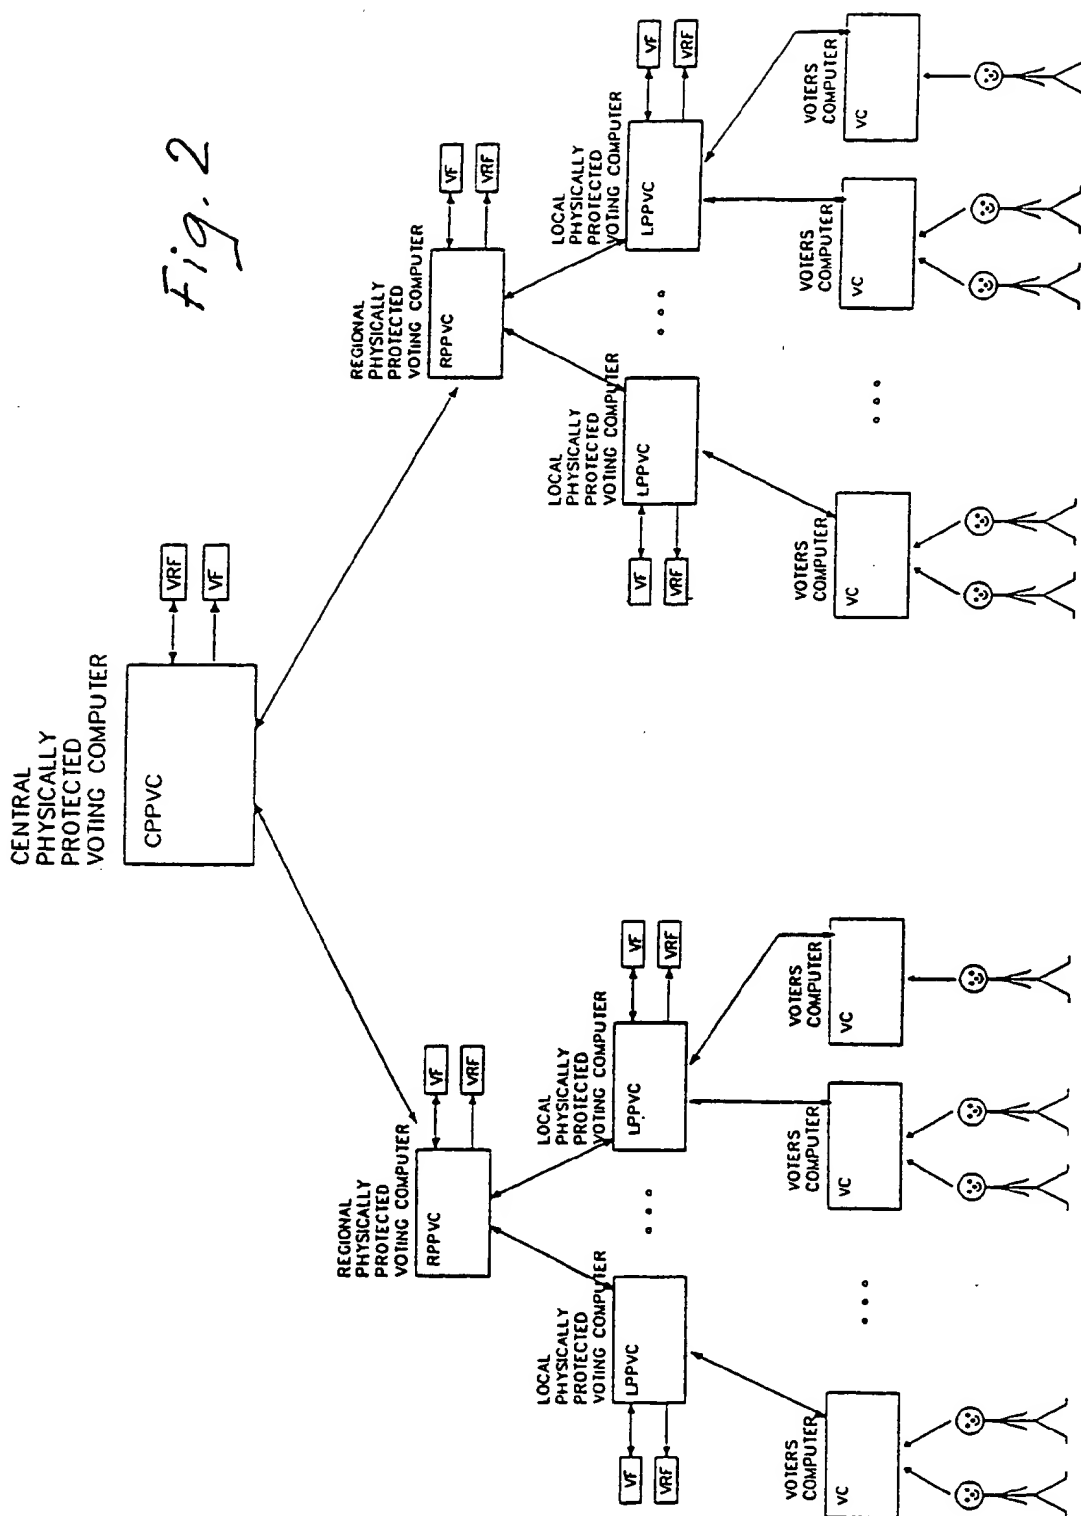 Fig. 2
CENTRAL
PHYSICALLY
PROTECTED
VOTING COMPUTER
CPPVC
VRF
VF
REGIONAL
PHYSICALLY
PROTECTED
VOTING COMPUTER
RPPVC
VF
VRF
REGIONAL
PHYSICALLY
PROTECTED
VOTING COMPUTER
RPPVC
VF
VRF
LOCAL
PHYSICALLY
PROTECTED
VOTING COMPUTER
LPPVC
VF
VRF
LOCAL
PHYSICALLY
PROTECTED
VOTING COMPUTER
LPPVC
VF
VRF
LOCAL
PHYSICALLY
PROTECTED
VOTING COMPUTER
LPPVC
VF
VRF
LOCAL
PHYSICALLY
PROTECTED
VOTING COMPUTER
LPPVC
VF
VRF
VOTERS
COMPUTER
VC
VOTERS
COMPUTER
VC
VOTERS
COMPUTER
VC
VOTERS
COMPUTER
VC
VOTERS
COMPUTER
VC
VOTERS
COMPUTER
VC